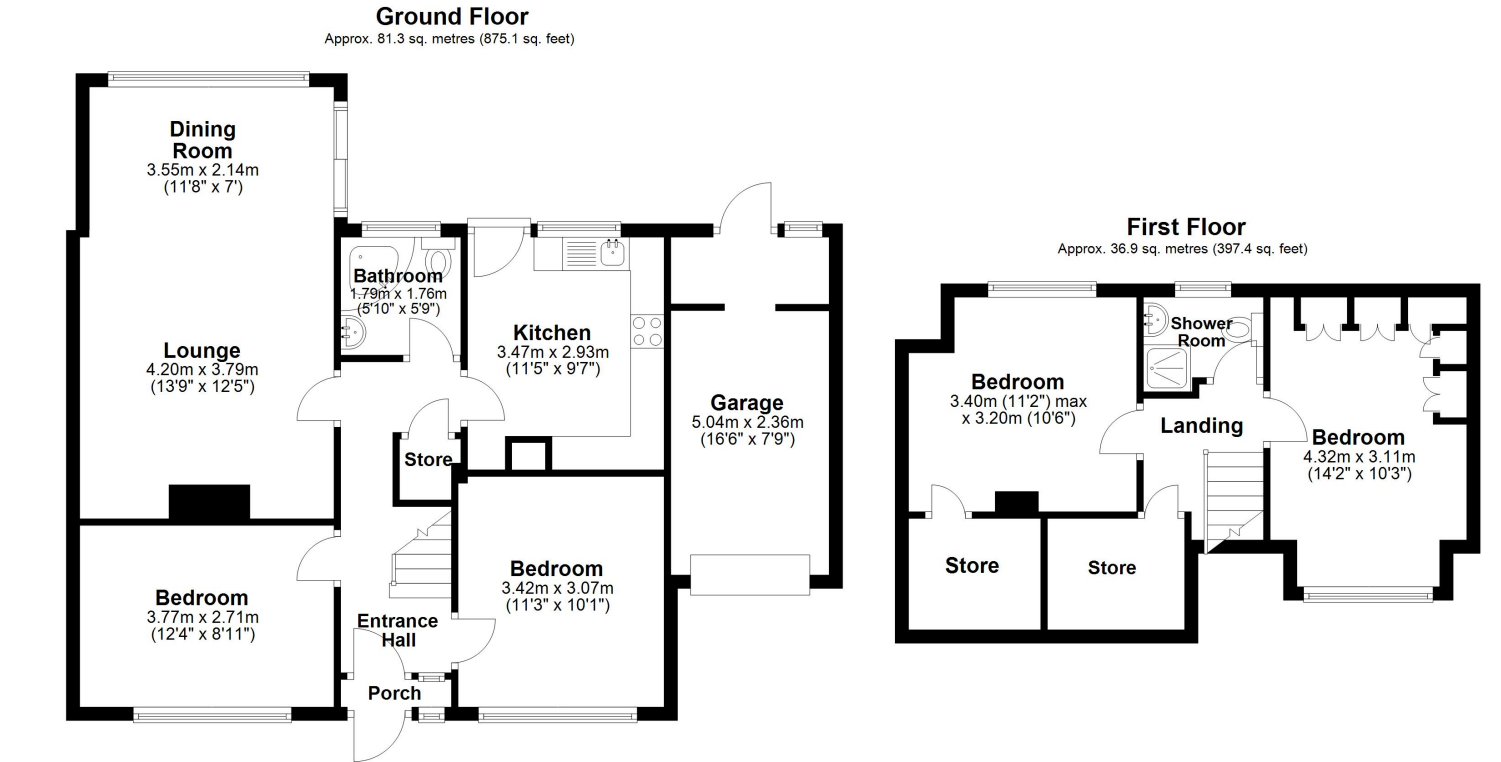 Ground Floor
Approx. 81.3 sq. metres (875.1 sq. feet)
Dining
Room
3.55m x 2.14m
(11'8" x 7')
Bathroom
1.79m x 1.76m
(5'10" x 5'9")
Kitchen
3.47m x 2.93m
(11'5" x 9'7")
Lounge
4.20m x 3.79m
(13'9" x 12'5")
Garage
5.04m x 2.36m
(16'6" x 7'9")
Store
Bedroom
3.42m x 3.07m
(11'3" x 10'1")
Bedroom
3.77m x 2.71m
(12'4" x 8'11")
Entrance
Hall
Porch
First Floor
Approx. 36.9 sq. metres (397.4 sq. feet)
Shower
Room
Bedroom
3.40m (11'2") max
x 3.20m (10'6")
Landing
Bedroom
4.32m x 3.11m
(14'2" x 10'3")
Store
Store